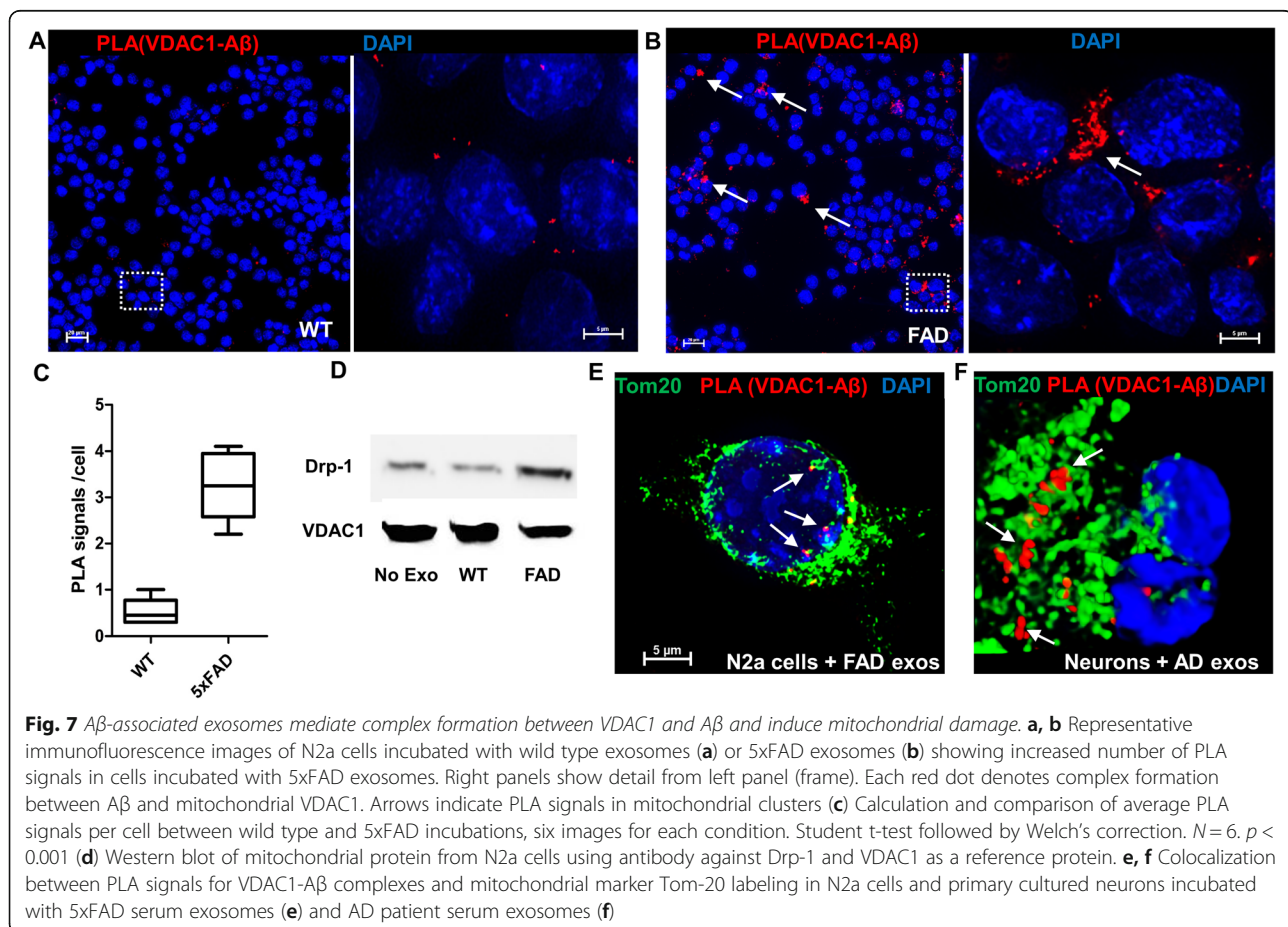 A PLA(VDAC1-Aβ) DAPI
20 µm
WT
5 µm
B PLA(VDAC1-Aβ) DAPI
20 µm
FAD
5 µm
C
PLA signals /cell
5
4
3
2
1
0
WT
5xFAD
D
Drp-1
VDAC1
No Exo WT FAD
E
Tom20 PLA (VDAC1-Aβ) DAPI
5 µm
N2a cells + FAD exos
F
Tom20 PLA (VDAC1-Aβ)DAPI
Neurons + AD exos
Fig. 7 Aβ-associated exosomes mediate complex formation between VDAC1 and Aβ and induce mitochondrial damage. a, b Representative
immunofluorescence images of N2a cells incubated with wild type exosomes (a) or 5xFAD exosomes (b) showing increased number of PLA
signals in cells incubated with 5xFAD exosomes. Right panels show detail from left panel (frame). Each red dot denotes complex formation
between Aβ and mitochondrial VDAC1. Arrows indicate PLA signals in mitochondrial clusters (c) Calculation and comparison of average PLA
signals per cell between wild type and 5xFAD incubations, six images for each condition. Student t-test followed by Welch's correction. N = 6. p <
0.001 (d) Western blot of mitochondrial protein from N2a cells using antibody against Drp-1 and VDAC1 as a reference protein. e, f Colocalization
between PLA signals for VDAC1-Aβ complexes and mitochondrial marker Tom-20 labeling in N2a cells and primary cultured neurons incubated
with 5xFAD serum exosomes (e) and AD patient serum exosomes (f)